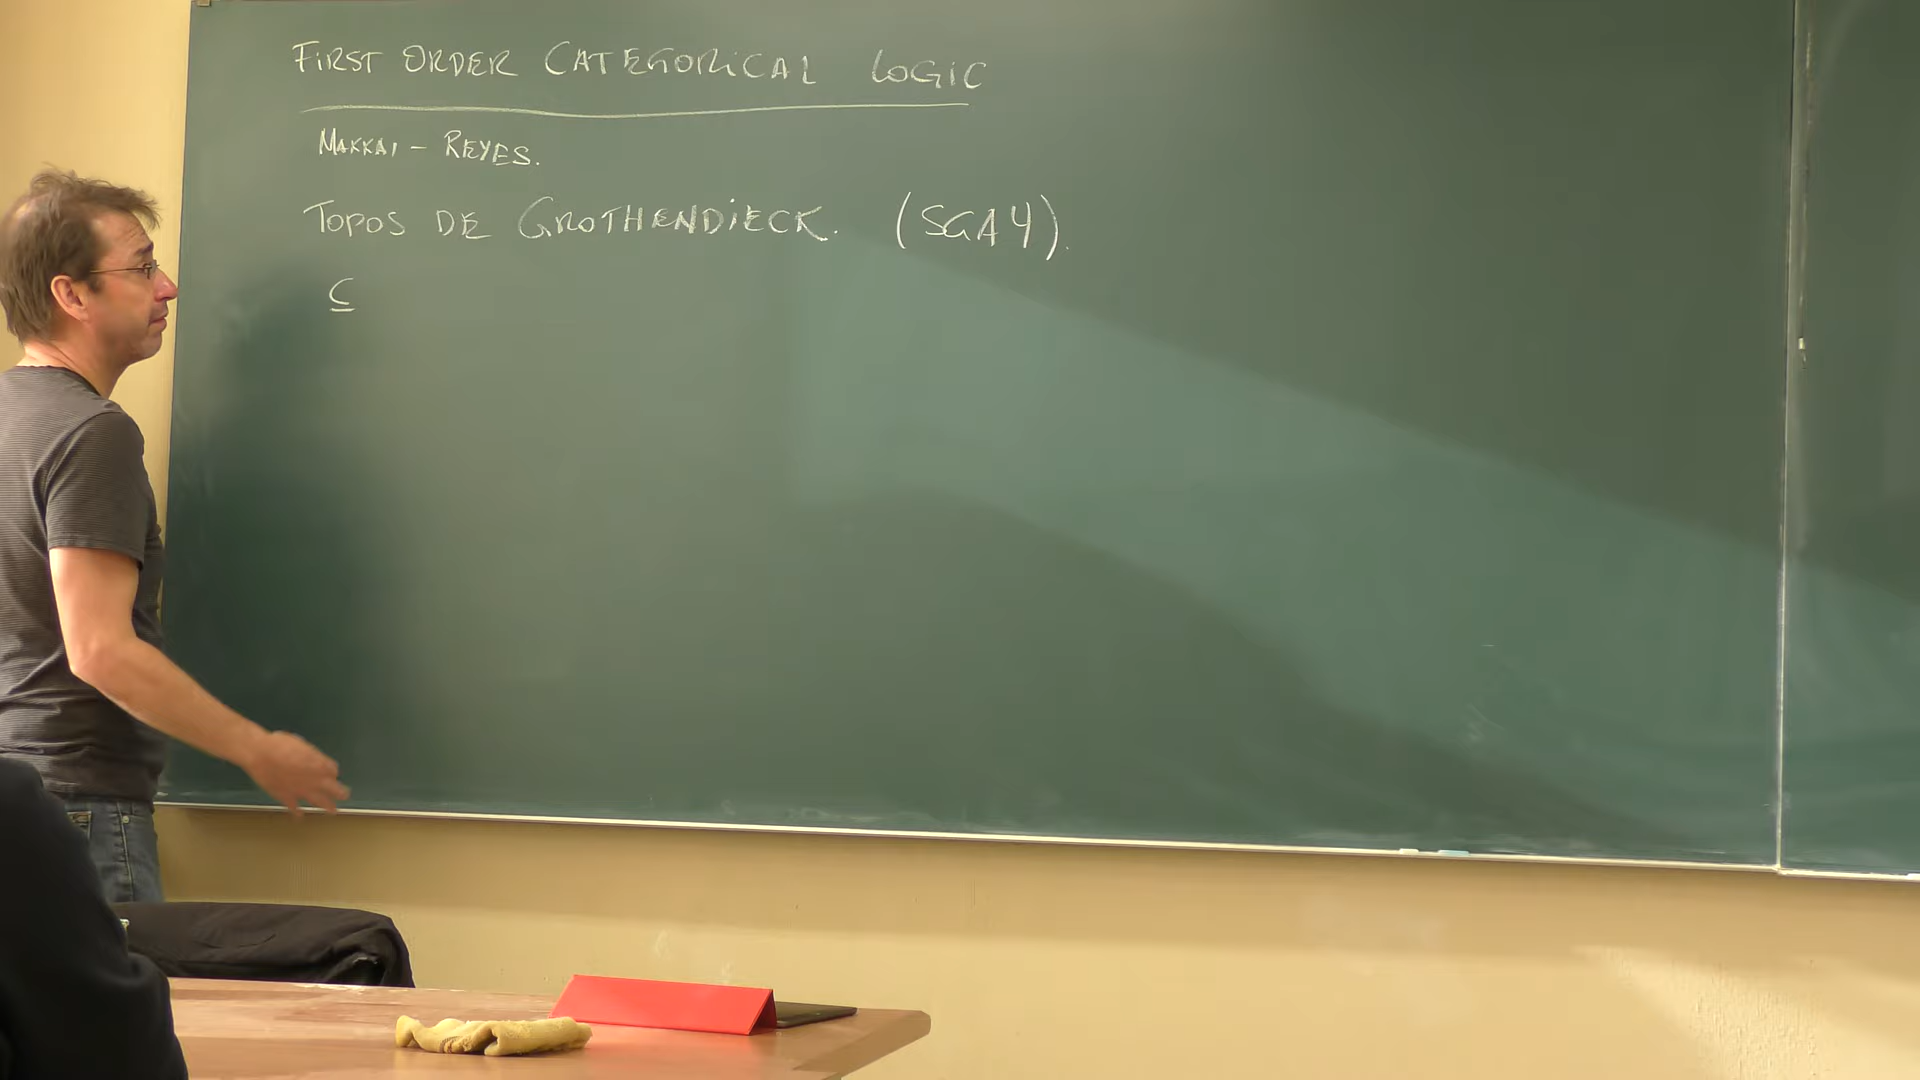 FIRST ORDER CATEGORICAL LOGIC
MAKKAI - REYES.
TOPOS DE GROTHENDIECK. (SGA4).
C